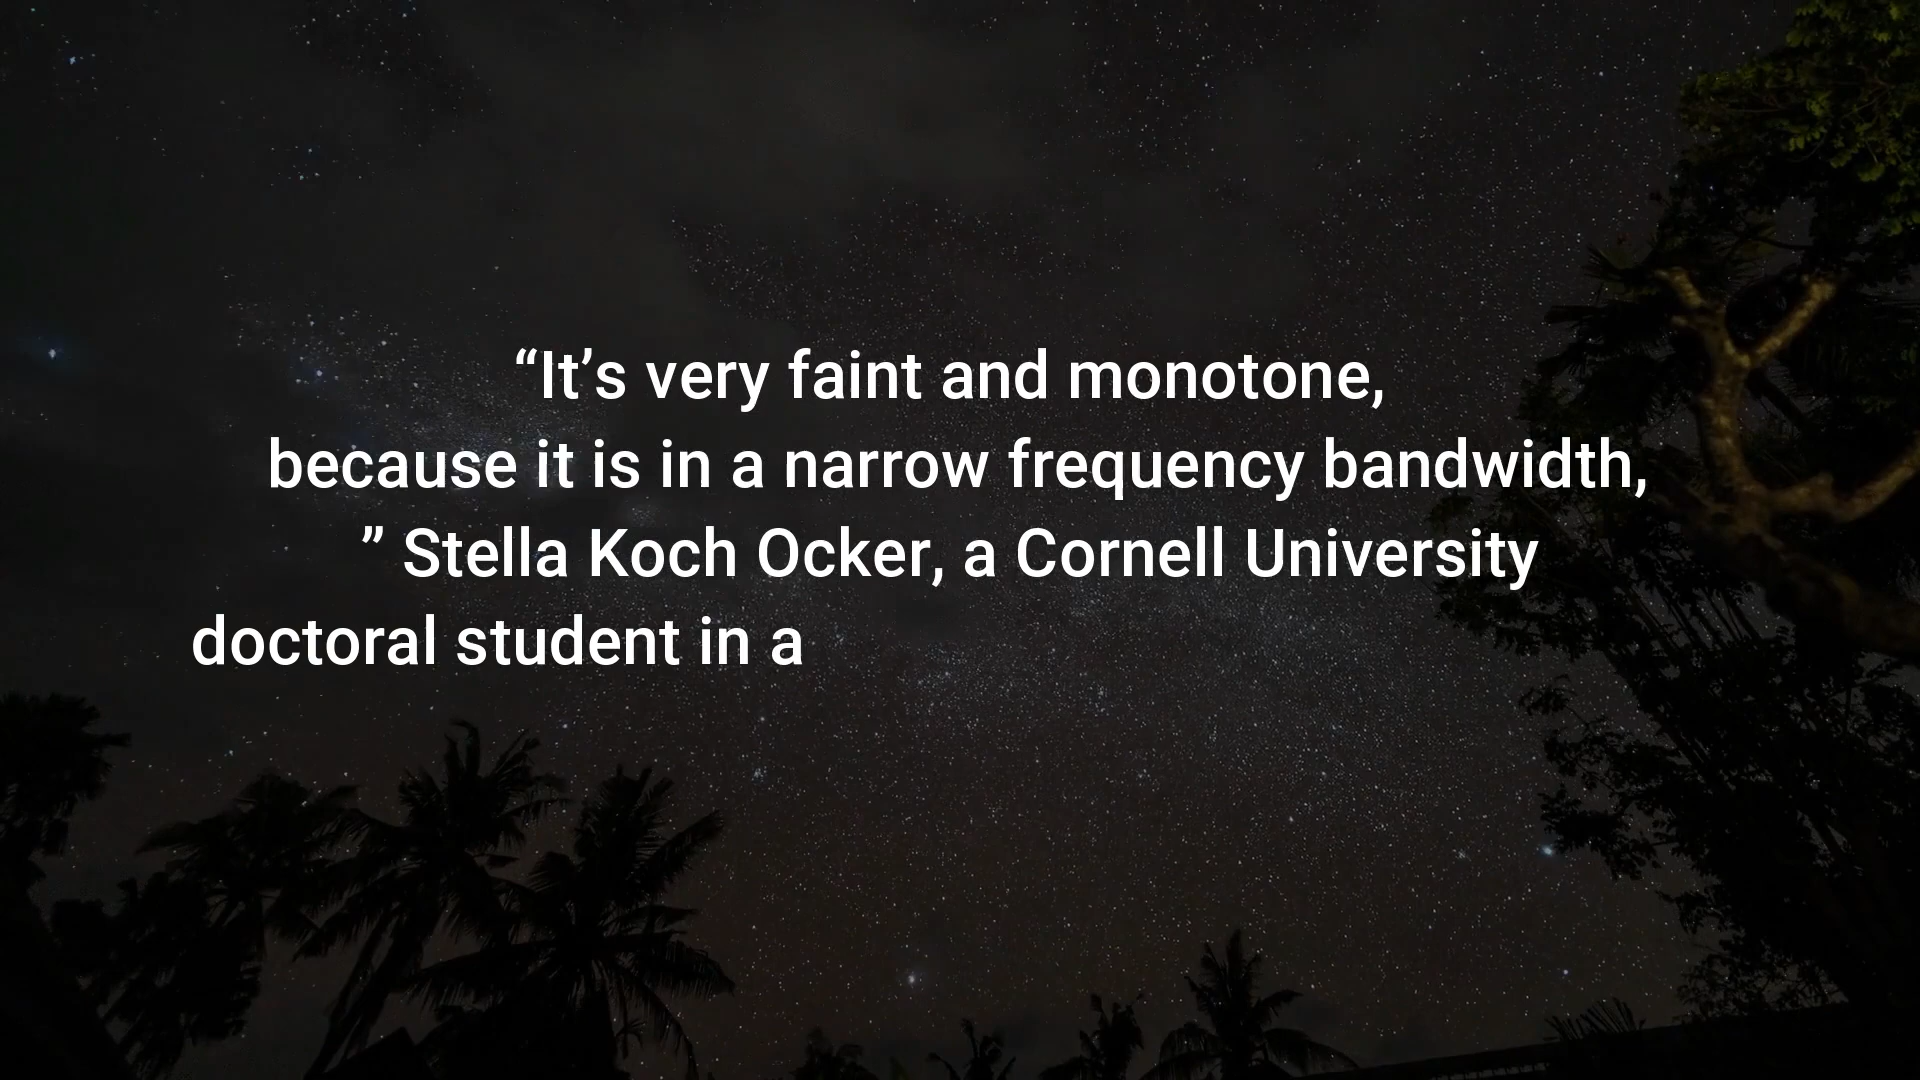 “It’s very faint and monotone,
because it is in a narrow frequency bandwidth,
” Stella Koch Ocker, a Cornell University
doctoral student in a